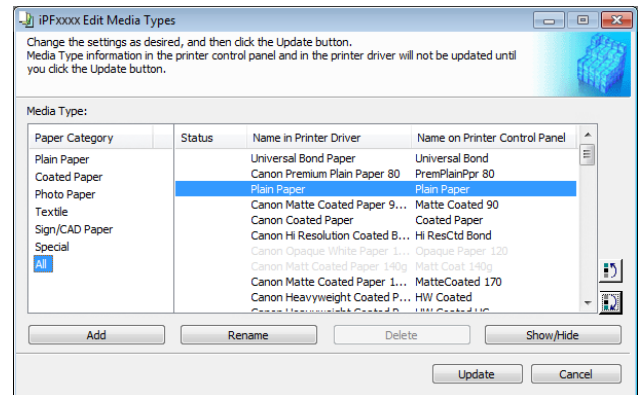 iPFxxxx Edit Media Types
Change the settings as desired, and then click the Update button.
Media Type information in the printer control panel and in the printer driver will not be updated until
you click the Update button.
Media Type:
Paper Category Status Name in Printer Driver Name on Printer Control Panel
Plain Paper Universal Bond Paper Universal Bond
Coated Paper Canon Premium Plain Paper 80 PremPlainPpr 80
Photo Paper Plain Paper Plain Paper
Textile Canon Matte Coated Paper 9... Matte Coated 90
Sign/CAD Paper Canon Coated Paper Coated Paper
Special Canon Hi Resolution Coated B... Hi ResCtd Bond
All Canon Opaque White Paper 1... Opaque Paper 120
Canon Matt Coated Paper 140g Matt Coat 140g
Canon Matte Coated Paper 1... MatteCoated 170
Canon Heavyweight Coated P... HW Coated
Add Rename Delete Show/Hide
Update Cancel